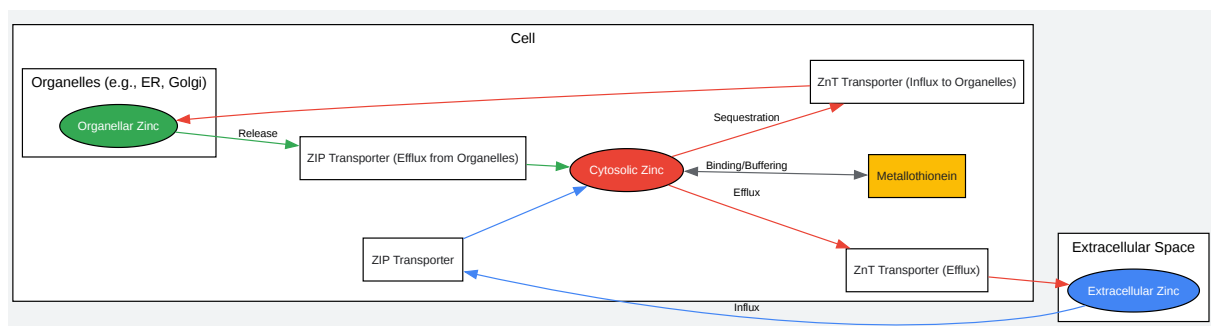 Cell
Organelles (e.g., ER, Golgi)
ZnT Transporter (Influx to Organelles)
Organellar Zinc
Sequestration
Release
ZIP Transporter (Efflux from Organelles)
Binding/Buffering
Cytosolic Zinc
Metallothionein
Efflux
Extracellular Space
ZIP Transporter
ZnT Transporter (Efflux)
Extracellular Zinc
Influx